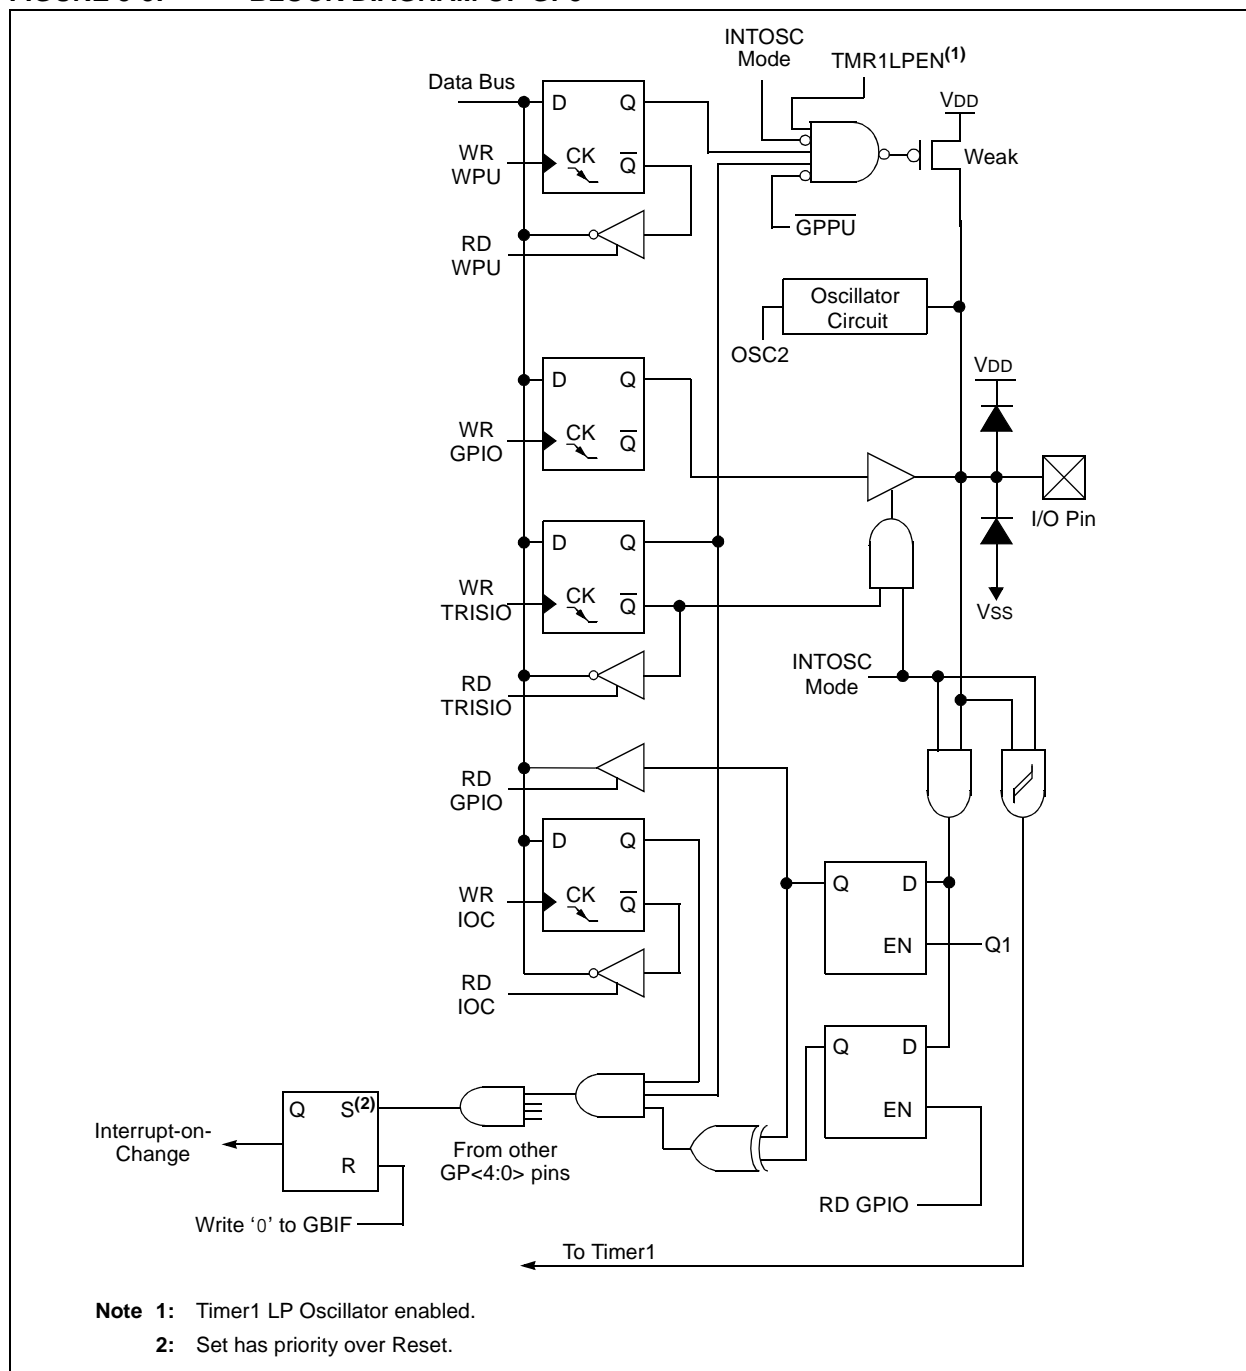 INTOSC
Mode
TMR1LPEN(1)
Data Bus
VDD
D
Q
WR
WPU
CK
Q
Weak
GPPU
RD
WPU
Oscillator
Circuit
OSC2
VDD
D
Q
WR
GPIO
CK
Q
I/O Pin
D
Q
WR
TRISIO
CK
Q
VSS
INTOSC
Mode
RD
TRISIO
RD
GPIO
D
Q
WR
IOC
CK
Q
Q
D
EN
Q1
RD
IOC
Q
D
EN
Q
S(2)
R
Interrupt-on-
Change
From other
GP<4:0> pins
RD GPIO
Write ‘0’ to GBIF
To Timer1
Note 1: Timer1 LP Oscillator enabled.
2: Set has priority over Reset.